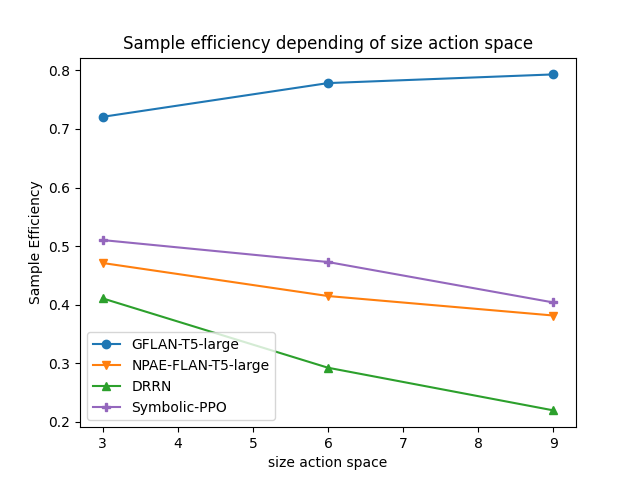 Sample efficiency depending of size action space
Sample Efficiency
0.8
0.7
0.6
0.5
0.4
0.3
0.2
GFLAN-T5-large
NPAE-FLAN-T5-large
DRRN
Symbolic-PPO
3 4 5 6 7 8 9
size action space